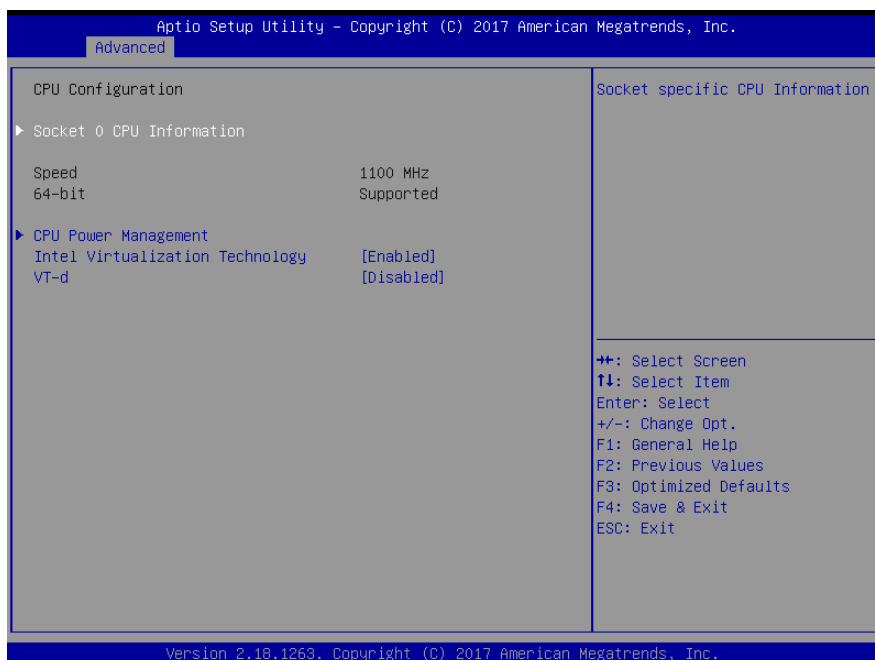 Aptio Setup Utility – Copyright (C) 2017 American Megatrends, Inc.
Advanced
CPU Configuration
Socket 0 CPU Information
Speed 1100 MHz
64-bit Supported
CPU Power Management
Intel Virtualization Technology [Enabled]
VT-d [Disabled]
Socket specific CPU Information
→←: Select Screen
↑↓: Select Item
Enter: Select
+/-: Change Opt.
F1: General Help
F2: Previous Values
F3: Optimized Defaults
F4: Save & Exit
ESC: Exit
Version 2.18.1263. Copyright (C) 2017 American Megatrends, Inc.